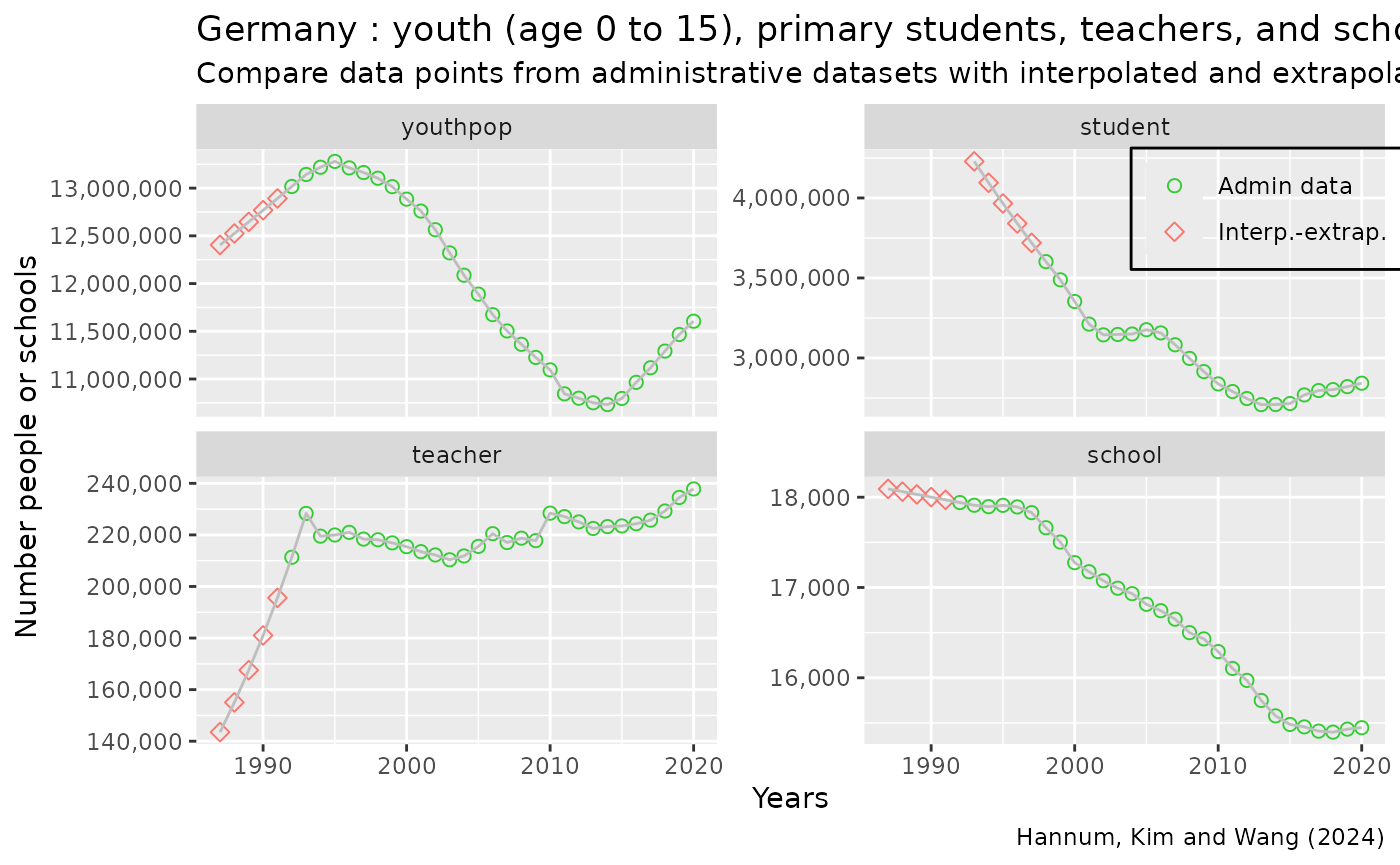 Germany : youth (age 0 to 15), primary students, teachers, and
Compare data points from administrative datasets with interpolated and
youthpop
student
13,000,000
12,500,000
12,000,000
11,500,000
11,000,000
4,000,000
3,500,000
3,000,000
Admin data
Interp.-extrap.
Number people or schools
teacher
school
240,000
220,000
200,000
180,000
160,000
140,000
18,000
17,000
16,000
1990 2000 2010 2020
1990 2000 2010 2020
Years
Hannum, Kim and Wang (2024)